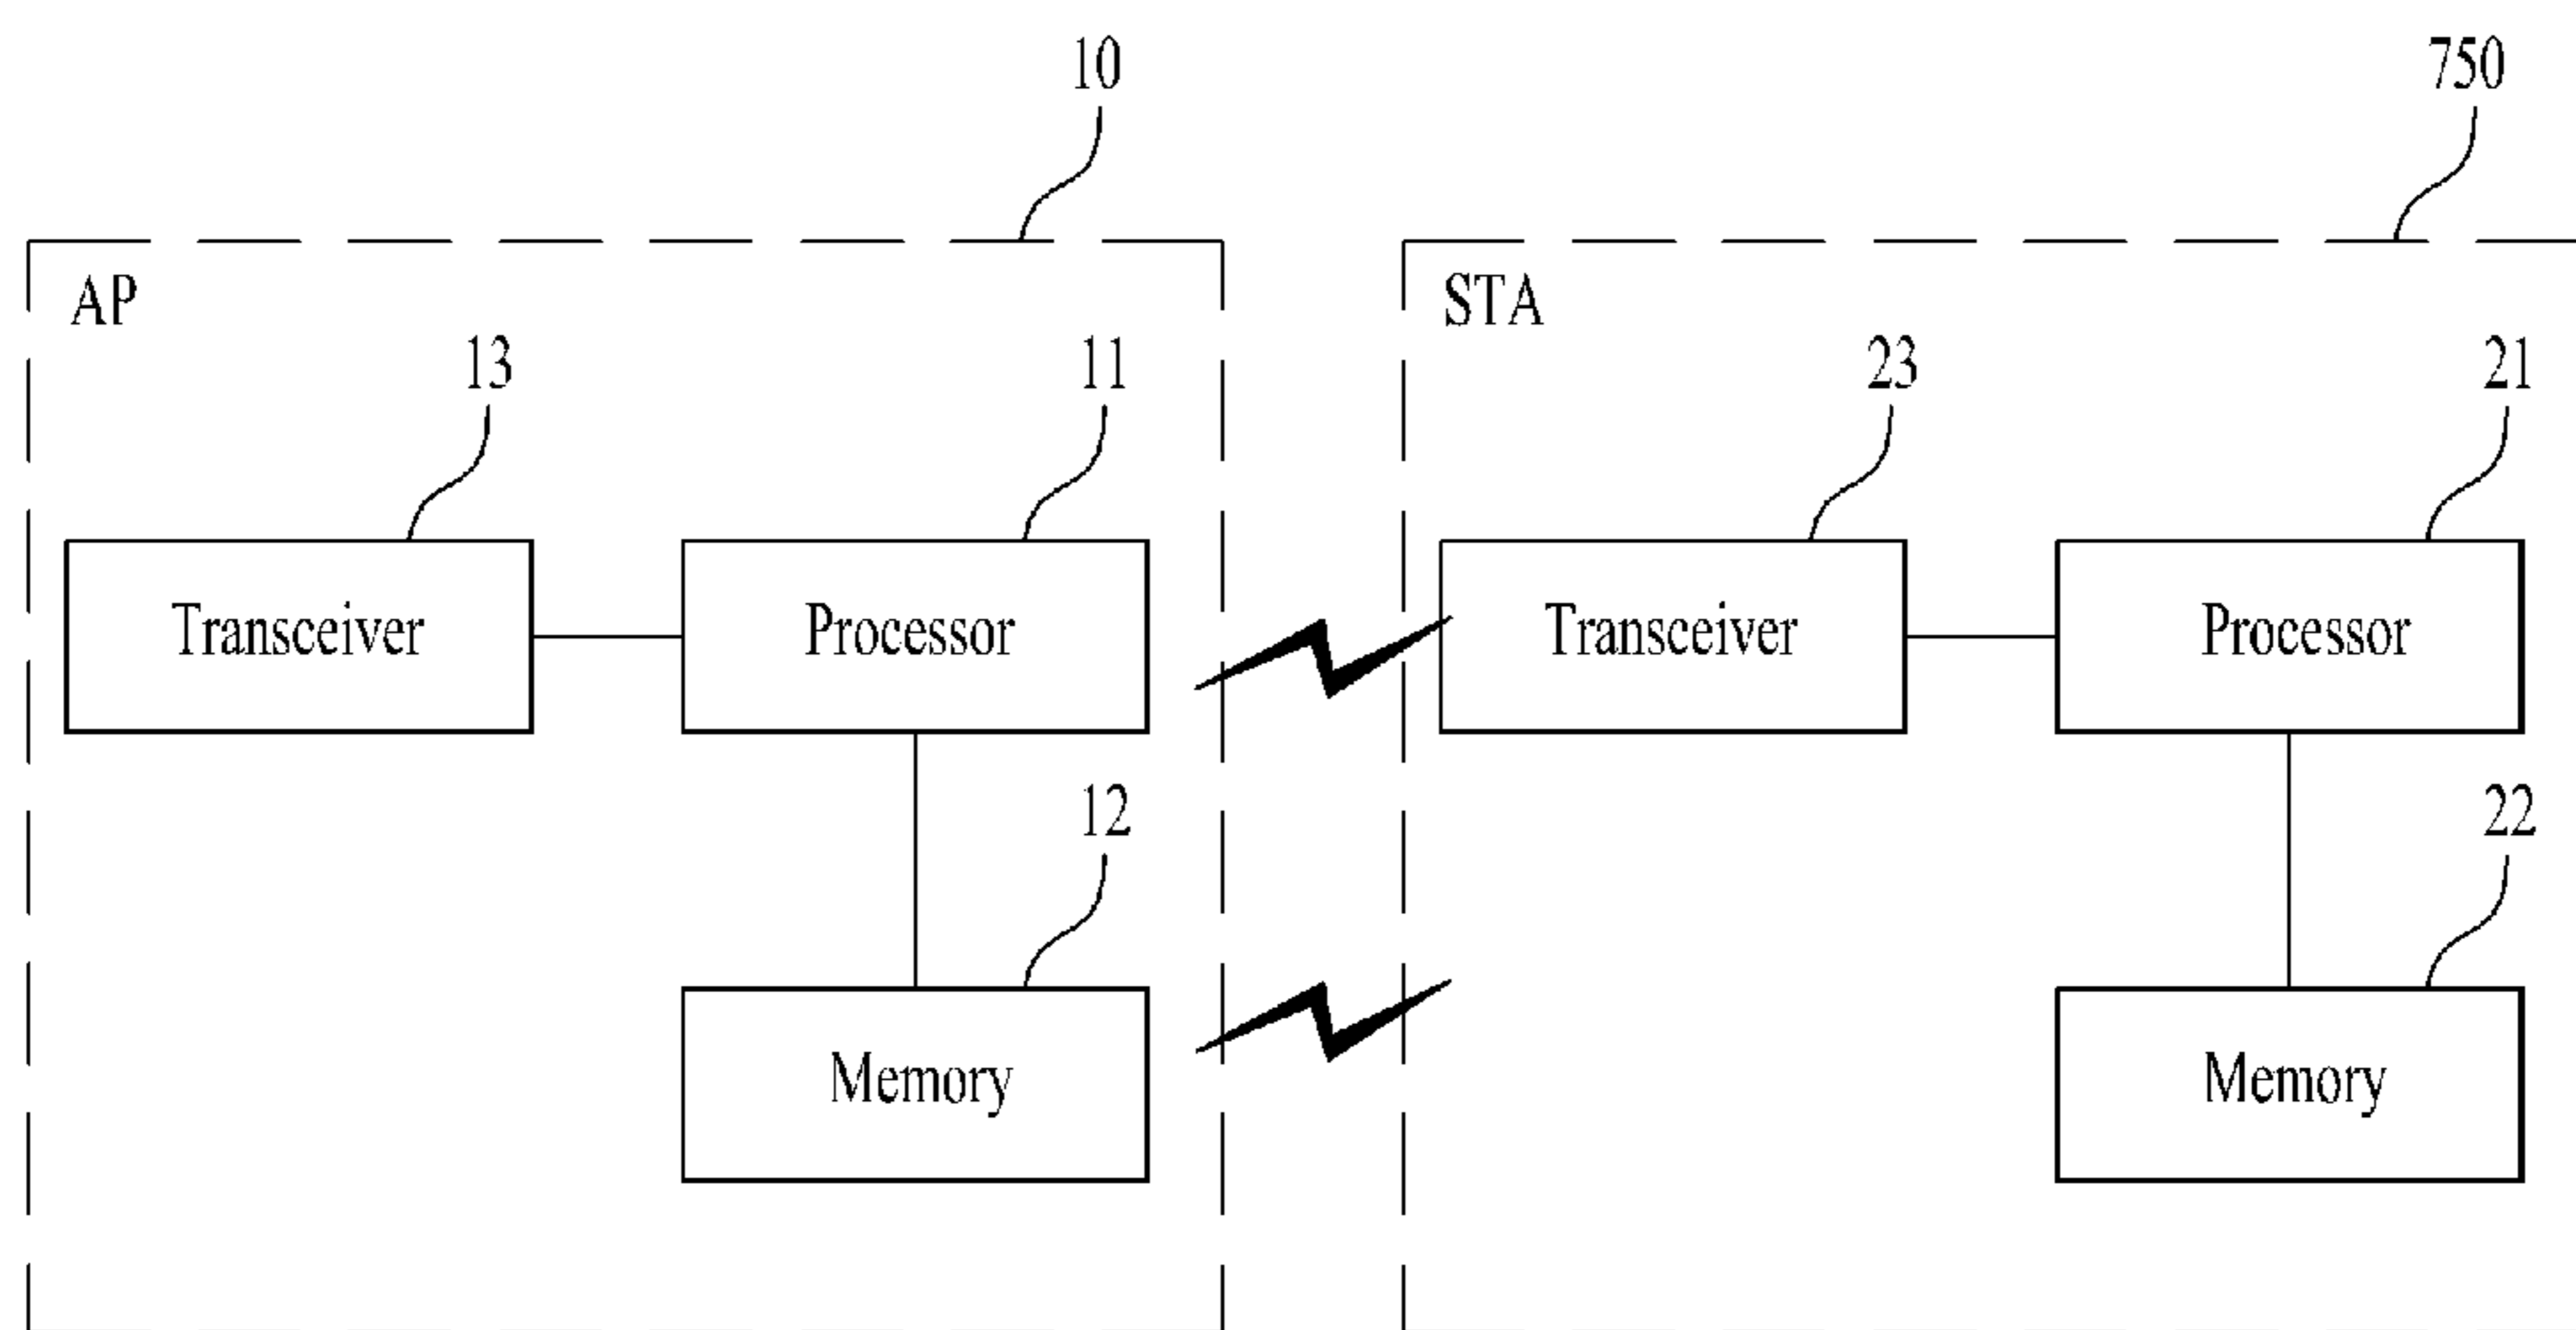 10
750
AP
STA
13
11
23
21
Transceiver
Processor
Transceiver
Processor
12
22
Memory
Memory